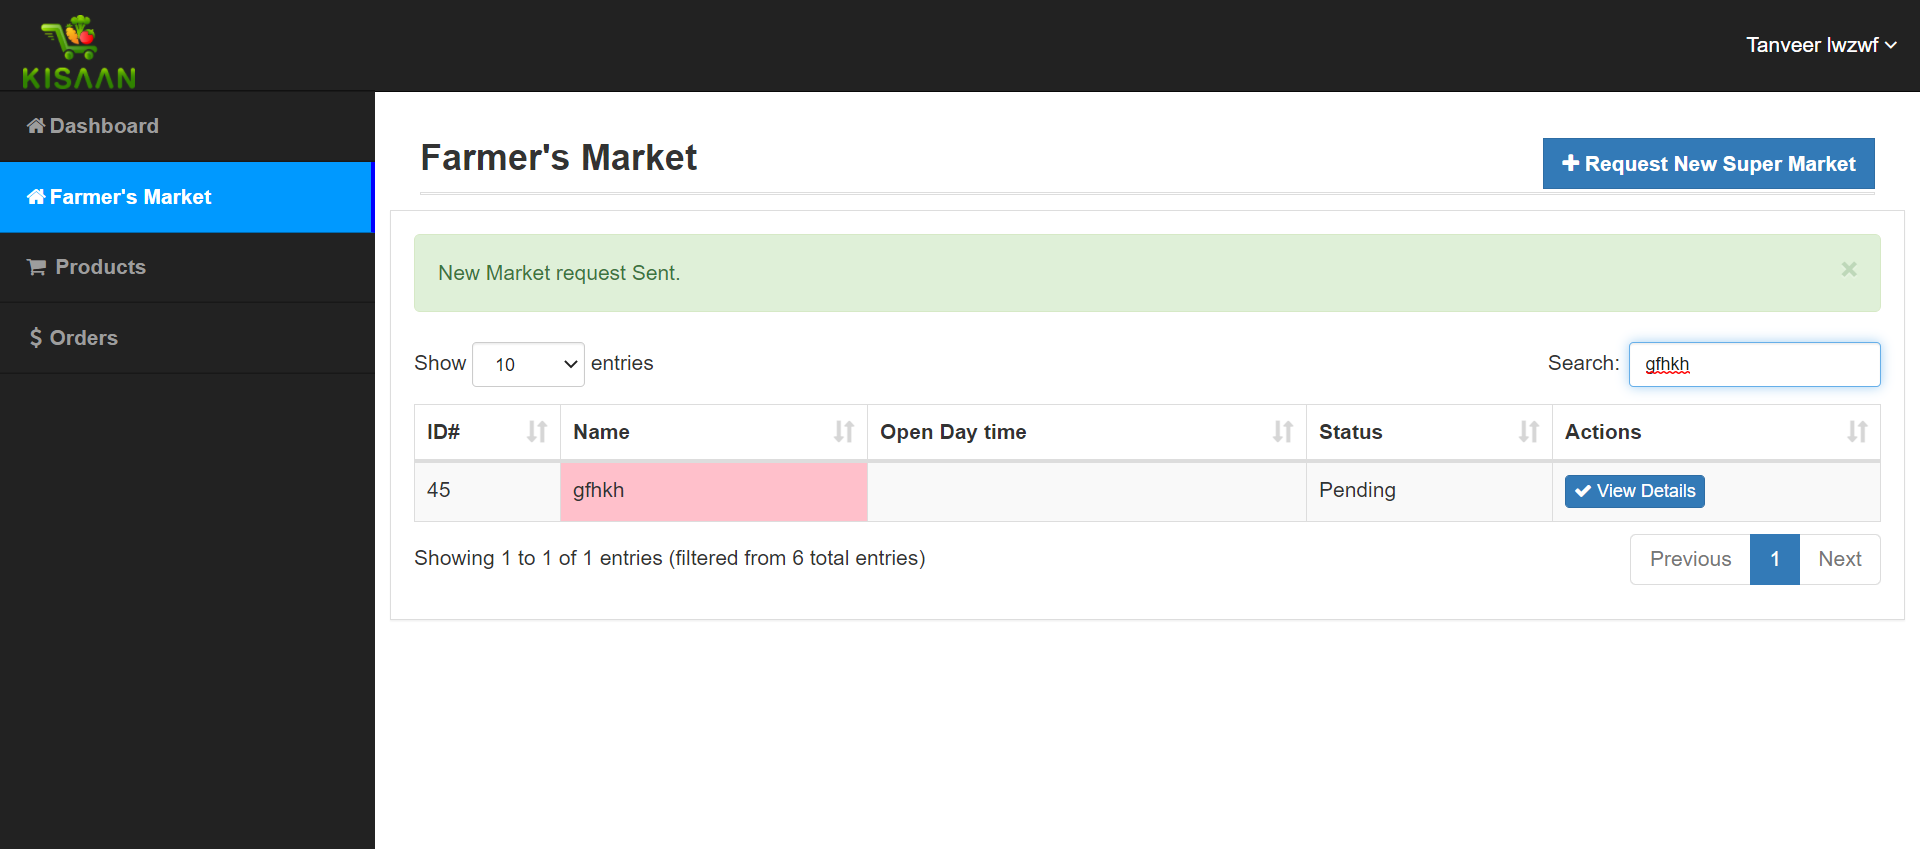 KISAAN
Tanveer lwzwf
Dashboard
Farmer's Market
Products
Orders
Farmer's Market
Request New Super Market
New Market request Sent.
×
Show 10 entries
Search: gfhkh
ID# Name Open Day time Status Actions
45 gfhkh Pending View Details
Showing 1 to 1 of 1 entries (filtered from 6 total entries)
Previous 1 Next